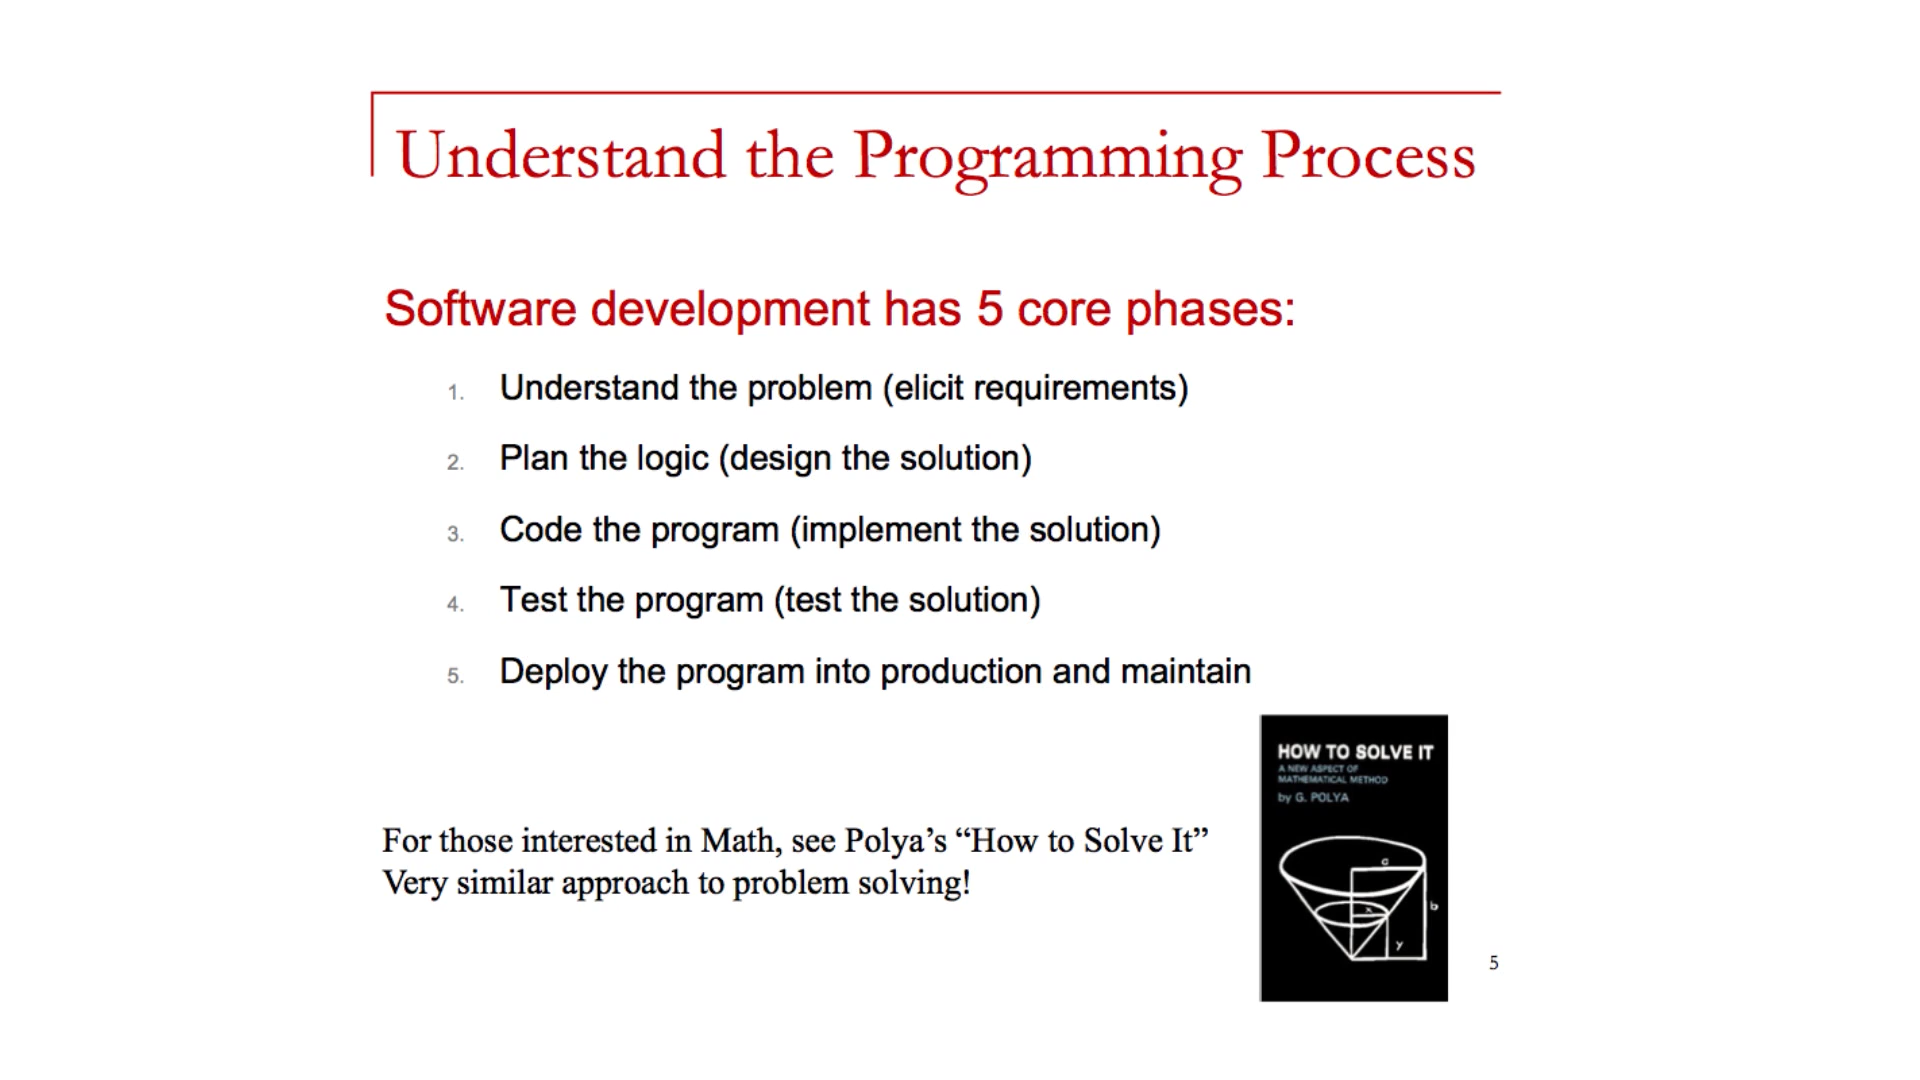 Understand the Programming Process
Software development has 5 core phases:
1. Understand the problem (elicit requirements)
2. Plan the logic (design the solution)
3. Code the program (implement the solution)
4. Test the program (test the solution)
5. Deploy the program into production and maintain
HOW TO SOLVE IT
A NEW ASPECT OF
MATHEMATICAL METHOD
by G. POLYA
For those interested in Math, see Polya’s “How to Solve It”
Very similar approach to problem solving!
a
x
b
y
5